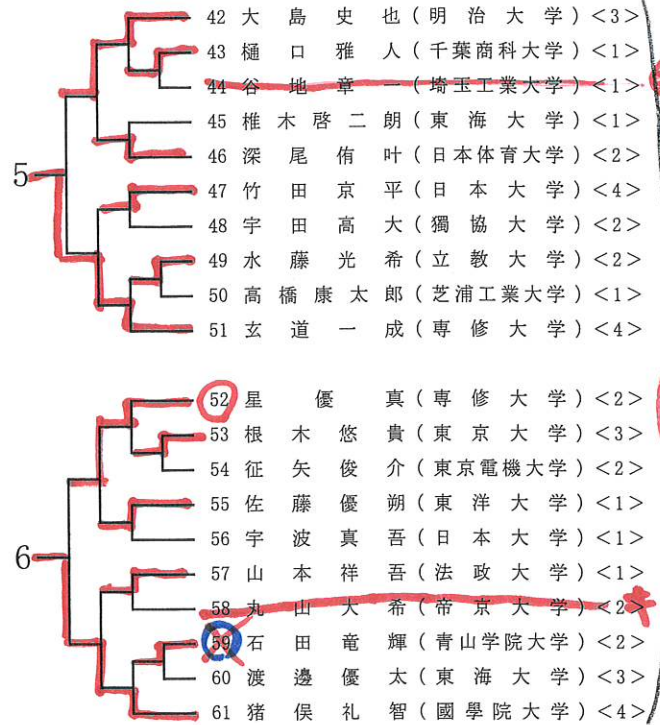 5
42 大島史也(明治大学)<3>
43 樋口雅人(千葉商科大学)<1>
44 谷地章一(埼玉工業大学)<1>
45 椎木啓二朗(東海大学)<1>
46 深尾侑叶(日本体育大学)<2>
47 竹田京平(日本大学)<4>
48 宇田高大(獨協大学)<2>
49 水藤光希(立教大学)<2>
50 高橋康太郎(芝浦工業大学)<1>
51 玄道一成(専修大学)<4>
6
52 星優真(専修大学)<2>
53 根木悠貴(東京大学)<3>
54 征矢俊介(東京電機大学)<2>
55 佐藤優朔(東洋大学)<1>
56 宇波真吾(日本大学)<1>
57 山本祥吾(法政大学)<1>
58 丸山大希(帝京大学)<2>
59 石田竜輝(青山学院大学)<2>
60 渡邊優太(東海大学)<3>
61 猪俣礼智(國學院大学)<4>